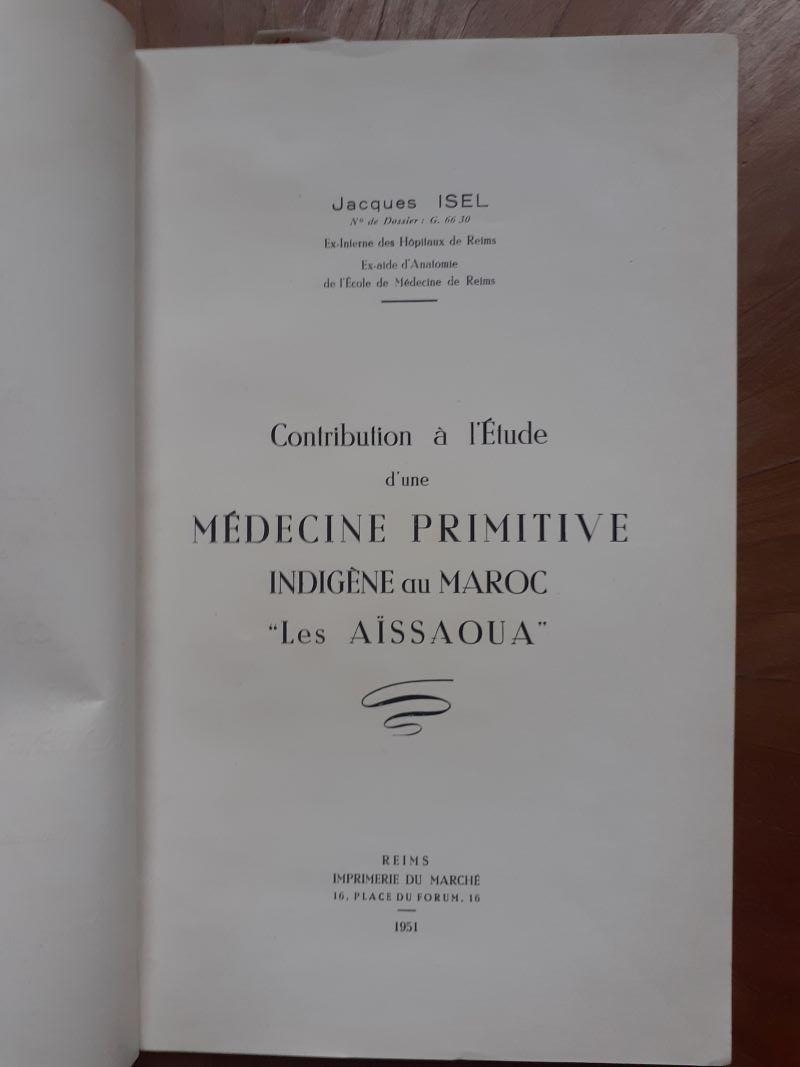 Jacques ISEL
N° de Dossier : G. 66 30
Ex-Interne des Hôpitaux de Reims
Ex-aide d'Anatomie
de l'École de Médecine de Reims
Contribution à l'Étude
d'une
MÉDECINE PRIMITIVE
INDIGÈNE au MAROC
"Les AÏSSAOUA"
REIMS
IMPRIMERIE DU MARCHÉ
16, PLACE DU FORUM, 16
1951